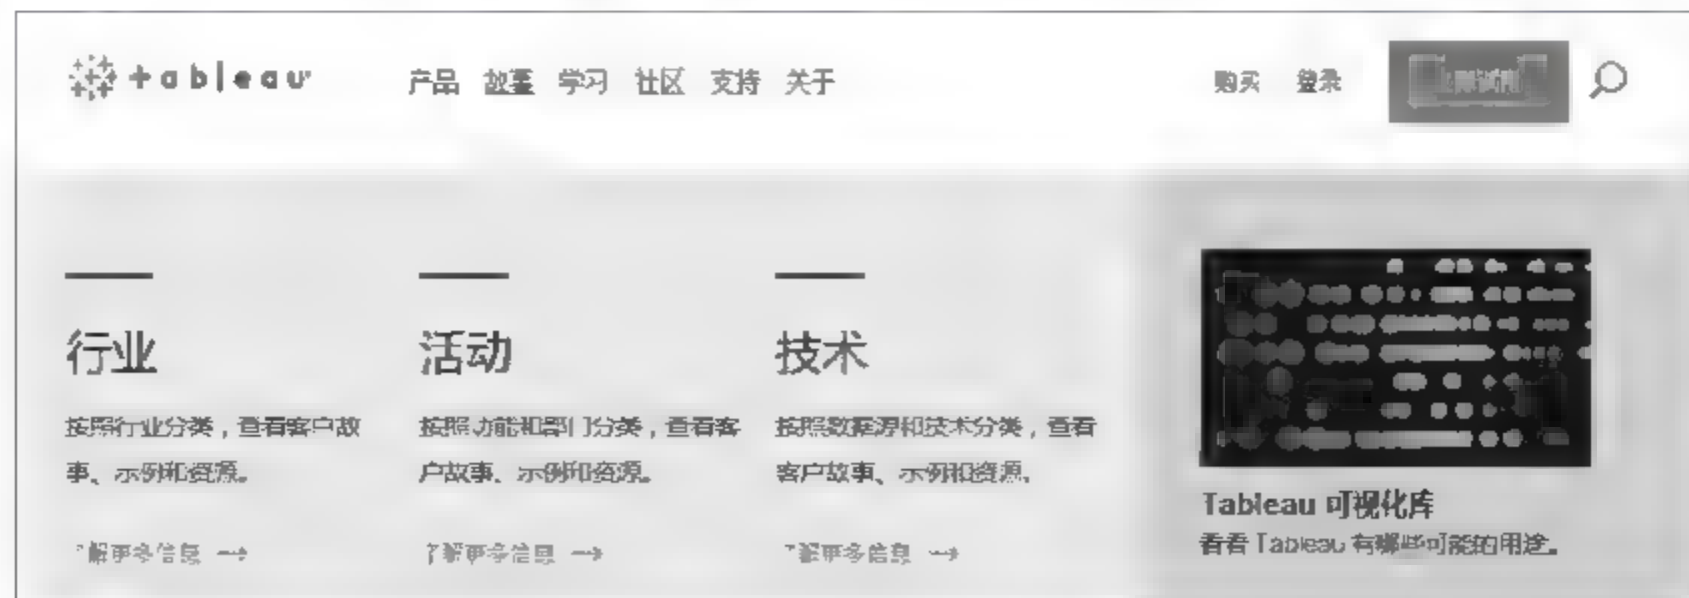 +ableau
产品 故事 学习 社区 支持 关于
购买 登录
行业
按照行业分类，查看客户故
事、示例和资源。
了解更多信息 →
活动
按照功能和部门分类，查看客
户故事、示例和资源。
了解更多信息 →
技术
按照数据源和技术分类，查看
客户故事、示例和资源。
了解更多信息 →
Tableau 可视化库
看看 Tableau 有哪些可能的用途。